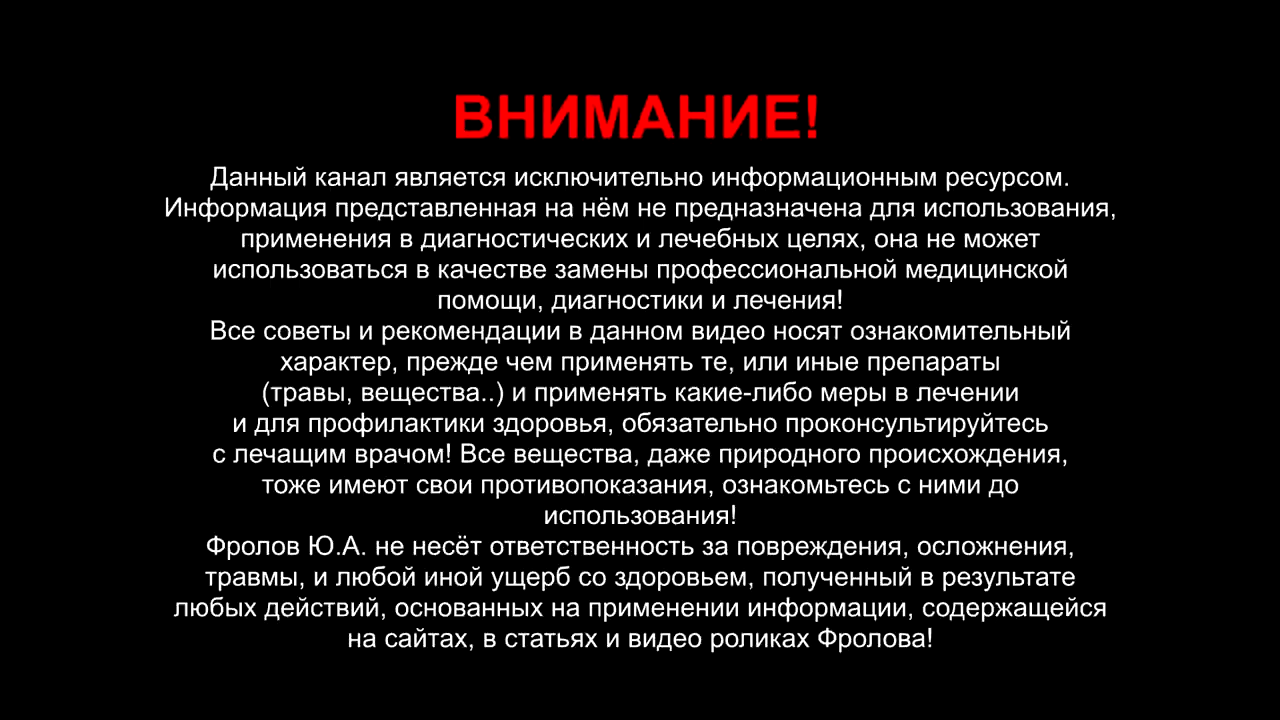 ВНИМАНИЕ!
Данный канал является исключительно информационным ресурсом.
Информация представленная на нём не предназначена для использования,
применения в диагностических и лечебных целях, она не может
использоваться в качестве замены профессиональной медицинской
помощи, диагностики и лечения!
Все советы и рекомендации в данном видео носят ознакомительный
характер, прежде чем применять те, или иные препараты
(травы, вещества..) и применять какие-либо меры в лечении
и для профилактики здоровья, обязательно проконсультируйтесь
с лечащим врачом! Все вещества, даже природного происхождения,
тоже имеют свои противопоказания, ознакомьтесь с ними до
использования!
Фролов Ю.А. не несёт ответственность за повреждения, осложнения,
травмы, и любой иной ущерб со здоровьем, полученный в результате
любых действий, основанных на применении информации, содержащейся
на сайтах, в статьях и видео роликах Фролова!